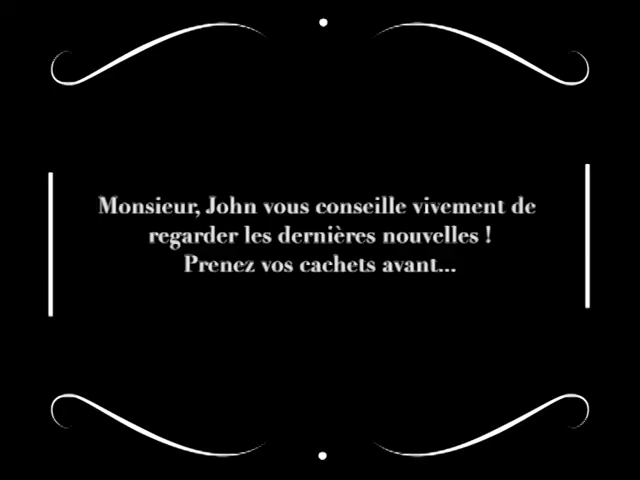 Monsieur, John vous conseille vivement de
regarder les dernières nouvelles !
Prenez vos cachets avant...